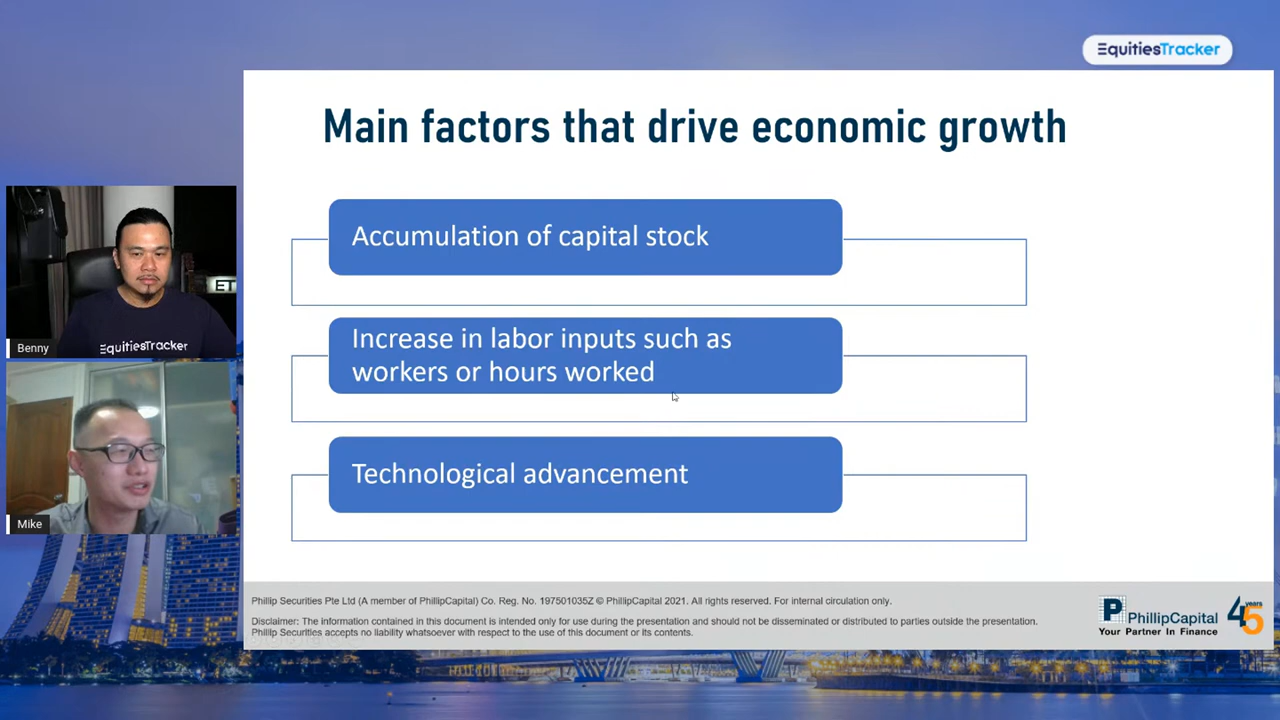 EquitiesTracker
Main factors that drive economic growth
Accumulation of capital stock
Increase in labor inputs such as
workers or hours worked
Technological advancement
ET
EquitiesTracker
Benny
Mike
Phillip Securities Pte Ltd (A member of PhillipCapital) Co. Reg. No. 197501035Z © PhillipCapital 2021. All rights reserved. For internal circulation only.
Disclaimer: The information contained in this document is intended only for use during the presentation and should not be disseminated or distributed to parties outside the presentation.
Phillip Securities accepts no liability whatsoever with respect to the use of this document or its contents.
P PhillipCapital
Your Partner In Finance
45 years